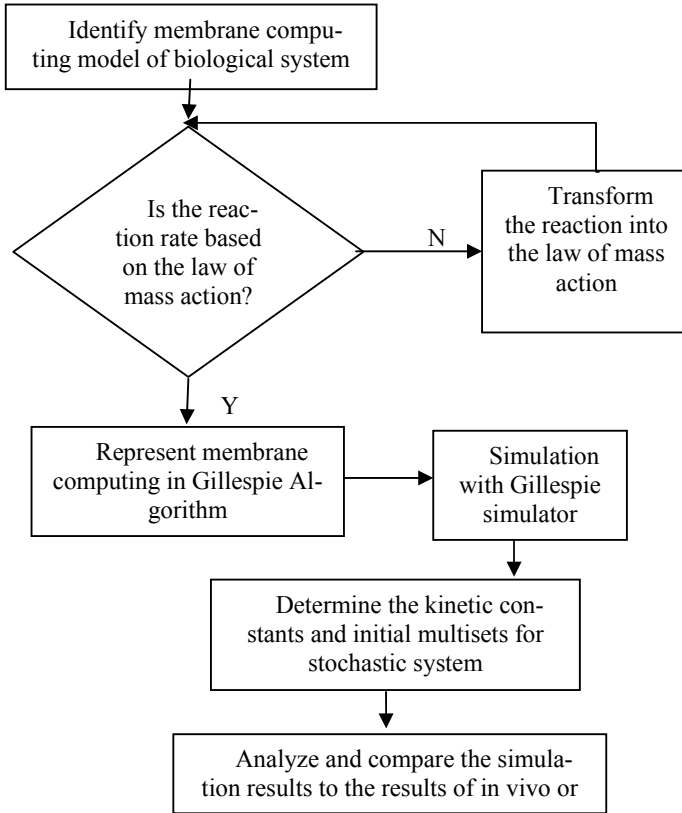 Identify membrane compu-
ting model of biological system
Is the reac-
tion rate based
on the law of
mass action?
N
Transform
the reaction into
the law of mass
action
Y
Represent membrane
computing in Gillespie Al-
gorithm
Simulation
with Gillespie
simulator
Determine the kinetic con-
stants and initial multisets for
stochastic system
Analyze and compare the simula-
tion results to the results of in vivo or